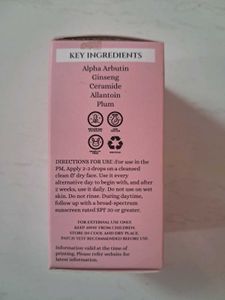 KEY INGREDIENTS
Alpha Arbutin
Ginseng
Ceramide
Allantoin
Plum
DIRECTIONS FOR USE :For use in the
PM, Apply 2-3 drops on a cleansed
clean & dry face. Use it every
alternative day to begin with, and after
2 weeks, use it daily. Do not use on wet
skin. Do not rinse. During daytime,
follow up with a broad-spectrum
sunscreen rated SPF 50 or greater.
FOR EXTERNAL USE ONLY.
KEEP AWAY FROM CHILDREN.
STORE IN COOL AND DRY PLACE.
PATCH TEST RECOMMENDED BEFORE USE.
Information valid at the time of
printing. Please refer website for
latest information.